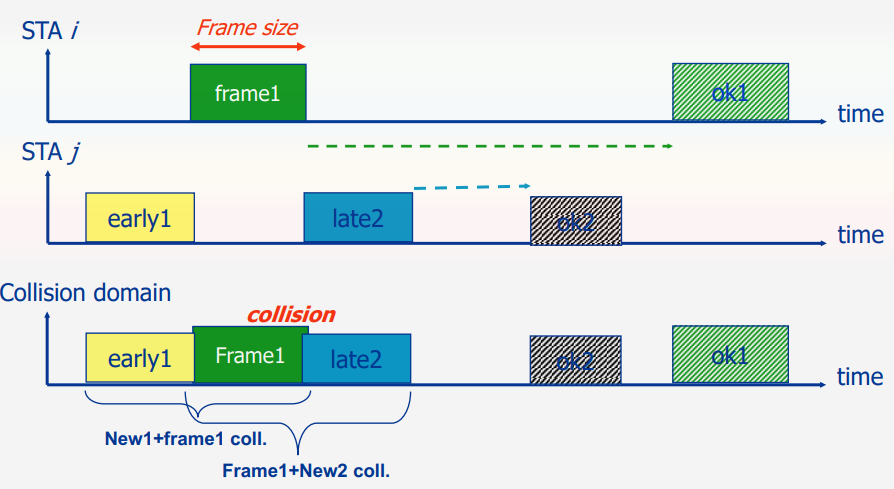 STA i
Frame size
frame1
ok1
time
STA j
early1
late2
ok2
time
Collision domain
collision
early1
Frame1
late2
ok2
ok1
time
New1+frame1 coll.
Frame1+New2 coll.